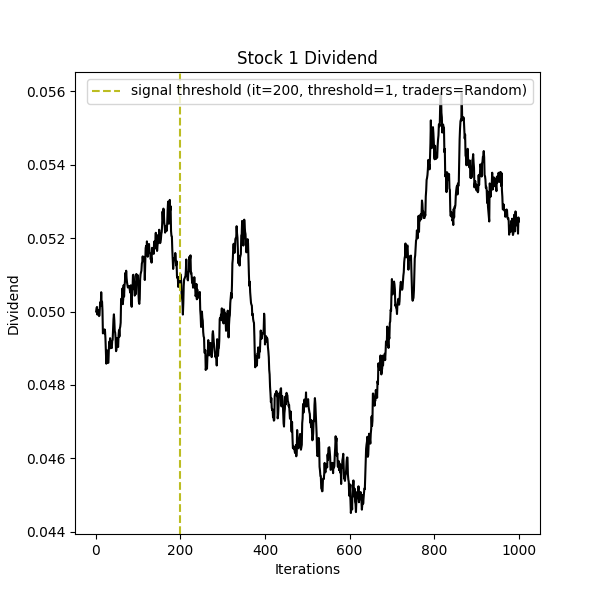 Stock 1 Dividend
signal threshold (it=200, threshold=1, traders=Random)
Dividend
0.056
0.054
0.052
0.050
0.048
0.046
0.044
0 200 400 600 800 1000
Iterations